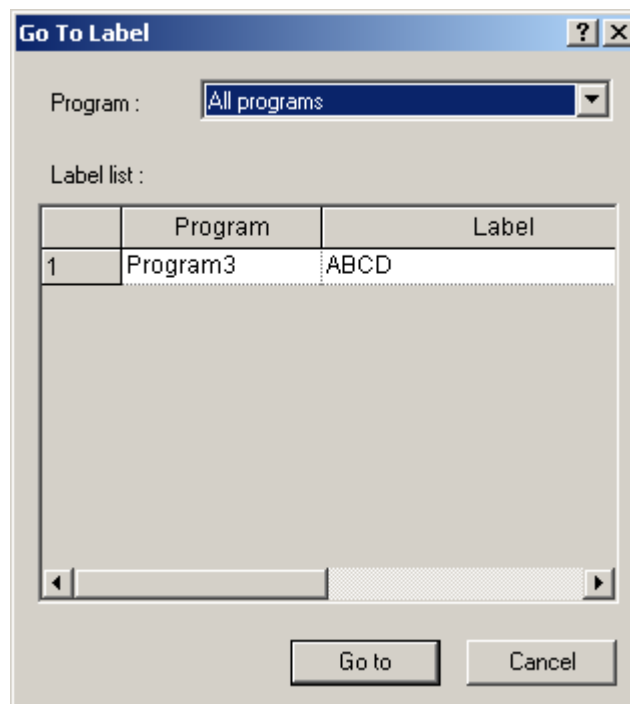 Go To Label
Program : All programs
Label list :
Program Label
1 Program3 ABCD
Go to Cancel